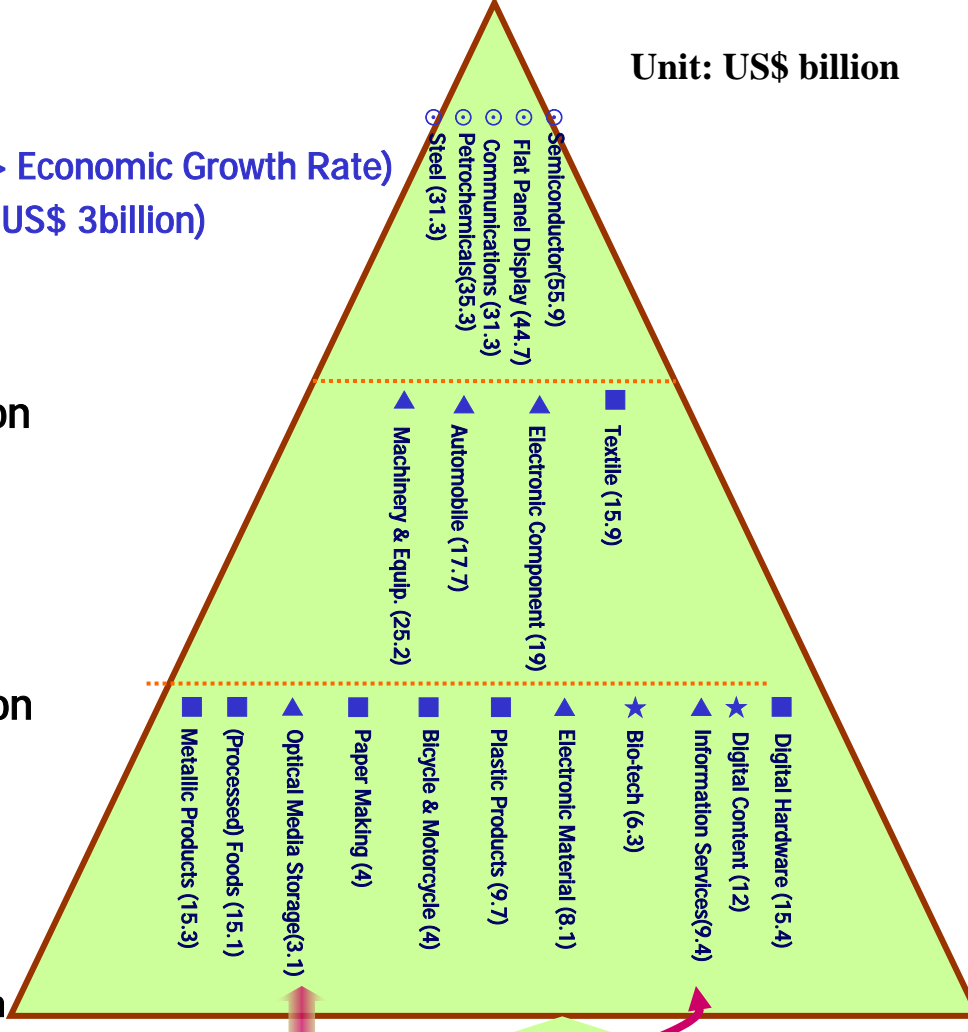 Unit: US$ billion
> Economic Growth Rate)
US$ 3billion)
Steel (31.3)
Petrochemicals(35.3)
Communications (31.3)
Flat Panel Display (44.7)
Semiconductor(55.9)
on
Machinery & Equip. (25.2)
Automobile (17.7)
Electronic Component (19)
Textile (15.9)
on
Metallic Products (15.3)
(Processed) Foods (15.1)
Optical Media Storage(3.1)
Paper Making (4)
Bicycle & Motorcycle (4)
Plastic Products (9.7)
Electronic Material (8.1)
Bio-tech (6.3)
Information Services(9.4)
Digital Content (12)
Digital Hardware (15.4)